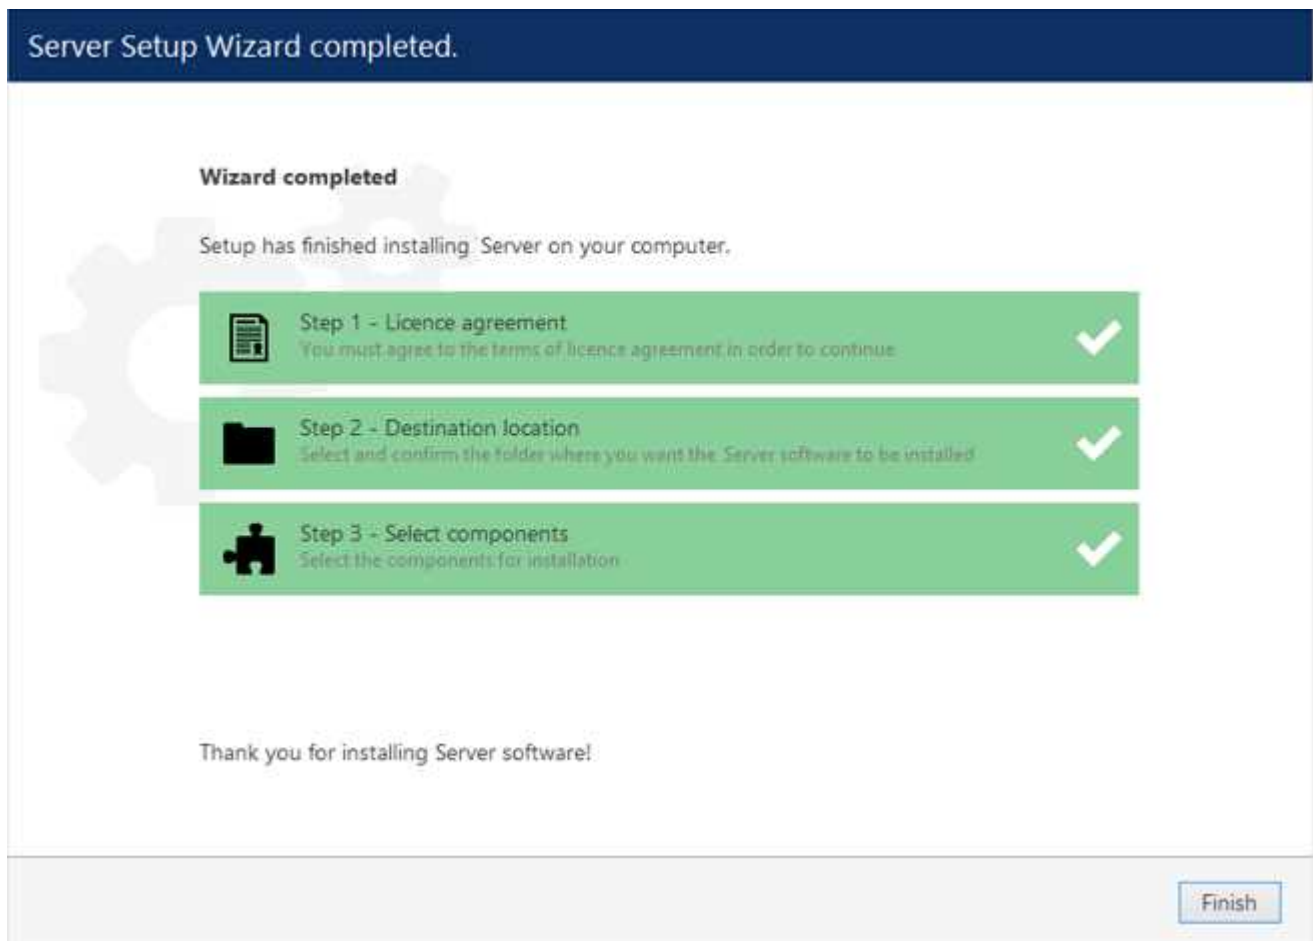 Server Setup Wizard completed.
Wizard completed
Setup has finished installing Server on your computer.
Step 1 - Licence agreement
You must agree to the terms of licence agreement in order to continue
Step 2 - Destination location
Select and confirm the folder where you want the Server software to be installed
Step 3 - Select components
Select the components for installation
Thank you for installing Server software!
Finish